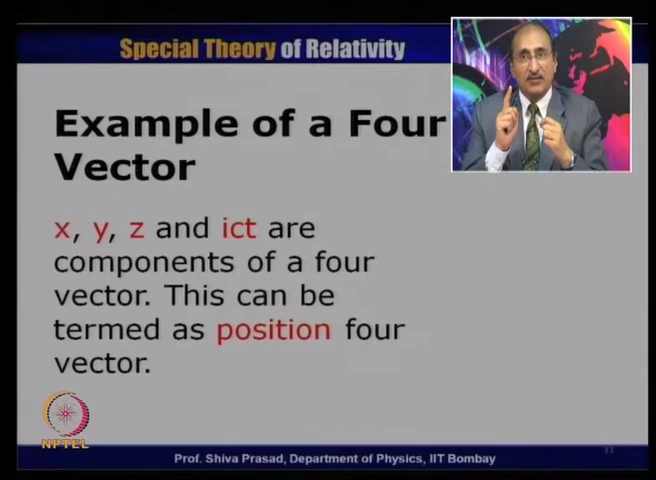 Special Theory of Relativity
Example of a Four
Vector
x, y, z and ict are
components of a four
vector. This can be
termed as position four
vector.
NPTEL
33
Prof. Shiva Prasad, Department of Physics, IIT Bombay